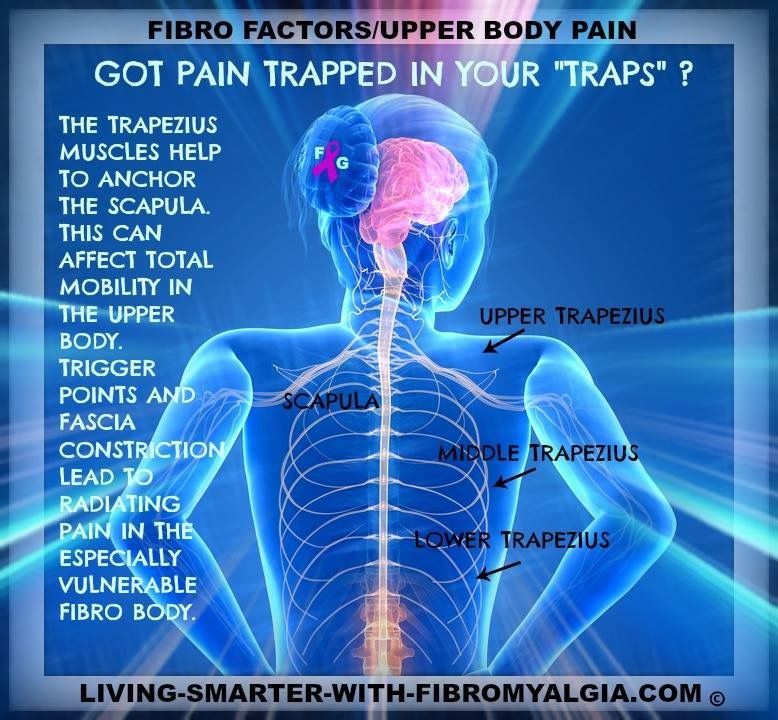 FIBRO FACTORS/UPPER BODY PAIN
GOT PAIN TRAPPED IN YOUR "TRAPS" ?
THE TRAPEZIUS
MUSCLES HELP
TO ANCHOR
THE SCAPULA.
THIS CAN
AFFECT TOTAL
MOBILITY IN
THE UPPER
BODY.
TRIGGER
POINTS AND
FASCIA
CONSTRICTION
LEAD TO
RADIATING
PAIN IN THE
ESPECIALLY
VULNERABLE
FIBRO BODY.
F G
UPPER TRAPEZIUS
SCAPULA
MIDDLE TRAPEZIUS
LOWER TRAPEZIUS
LIVING-SMARTER-WITH-FIBROMYALGIA.COM ©